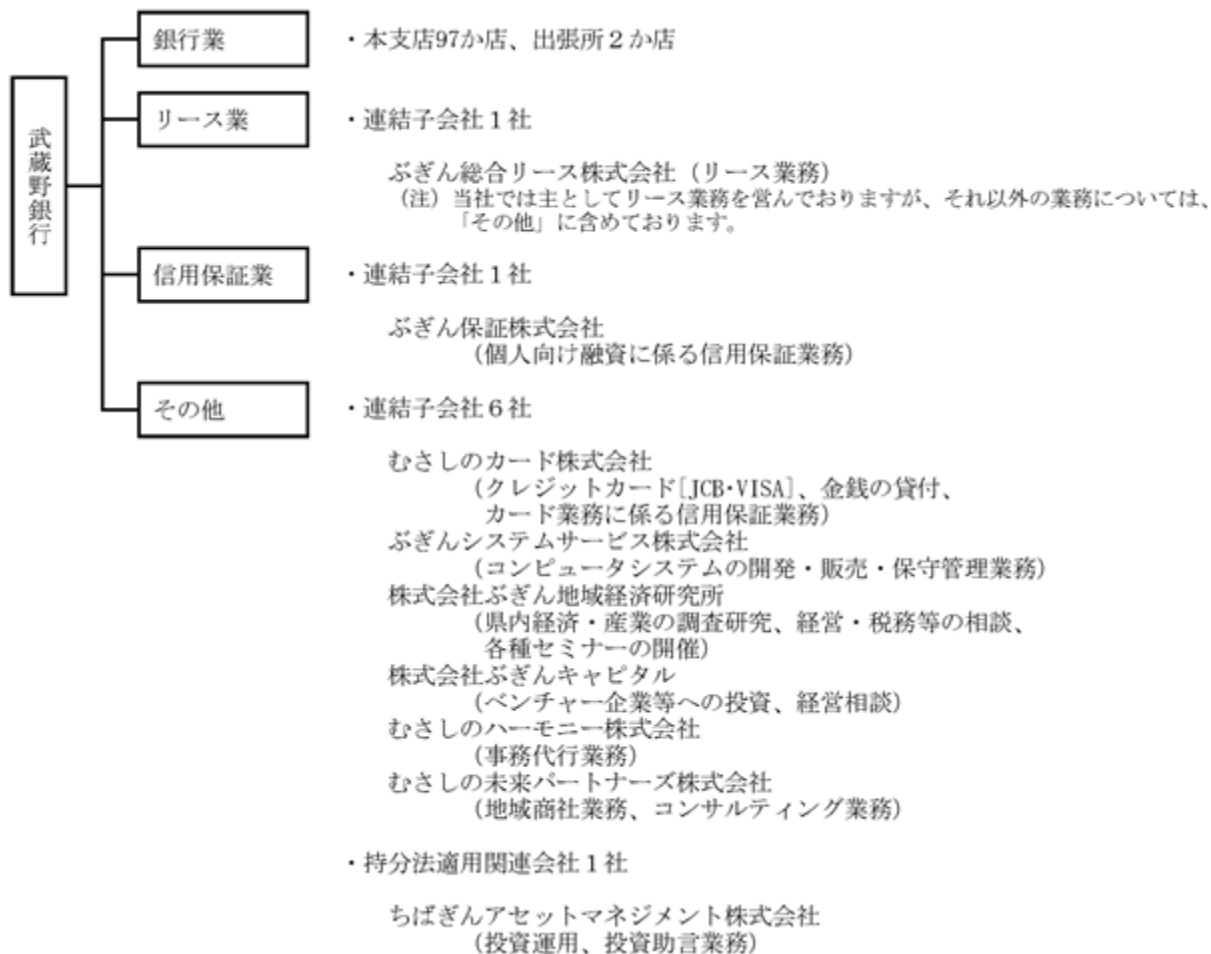 武蔵野銀行
銀行業
・本支店97か店、出張所２か店
リース業
・連結子会社１社
ぶぎん総合リース株式会社（リース業務）
（注）当社では主としてリース業務を営んでおりますが、それ以外の業務については、
「その他」に含めております。
信用保証業
・連結子会社１社
ぶぎん保証株式会社
（個人向け融資に係る信用保証業務）
その他
・連結子会社６社
むさしのカード株式会社
（クレジットカード[JCB・VISA]、金銭の貸付、
カード業務に係る信用保証業務）
ぶぎんシステムサービス株式会社
（コンピュータシステムの開発・販売・保守管理業務）
株式会社ぶぎん地域経済研究所
（県内経済・産業の調査研究、経営・税務等の相談、
各種セミナーの開催）
株式会社ぶぎんキャピタル
（ベンチャー企業等への投資、経営相談）
むさしのハーモニー株式会社
（事務代行業務）
むさしの未来パートナーズ株式会社
（地域商社業務、コンサルティング業務）
・持分法適用関連会社１社
ちばぎんアセットマネジメント株式会社
（投資運用、投資助言業務）